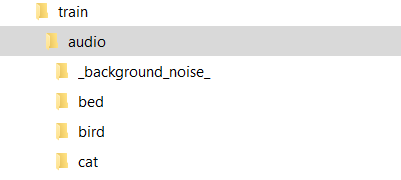 train
audio
_background_noise_
bed
bird
cat